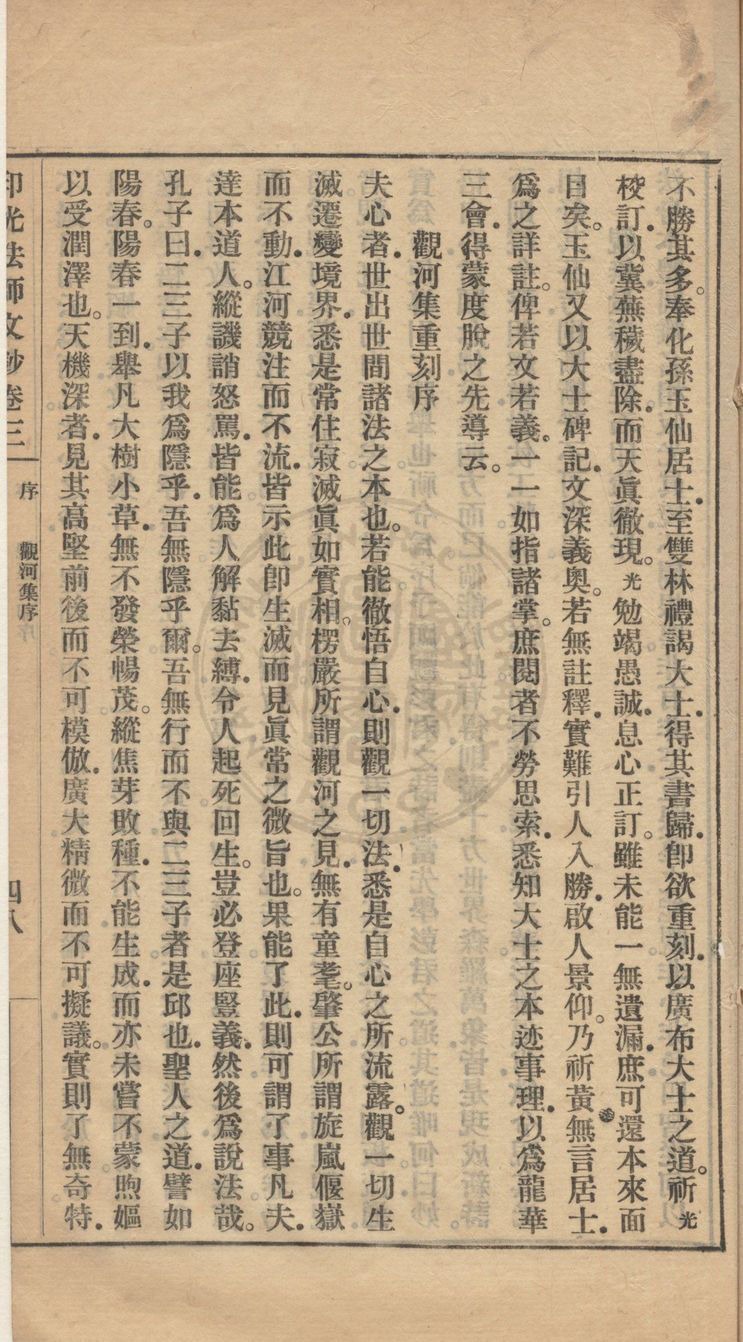 不勝其多。奉化孫玉仙居士。至雙林禮謁大士。得其書歸。卽欲重刻。以廣布大士之道。祈光
校訂。以冀蕪穢盡除。而天眞徹現。光勉竭愚誠。息心正訂。雖未能一無遺漏。庶可還本來面
目矣。玉仙又以大士碑記。文深義奧。若無註釋。實難引人入勝。啟人景仰。乃祈黃無言居士。
爲之詳註。俾若文若義。一一如指諸掌。庶閱者不勞思索。悉知大士之本迹事理。以爲龍華
三會。得蒙度脫之先導云。
觀河集重刻序
夫心者。世出世間諸法之本也。若能徹悟自心。則觀一切法。悉是自心之所流露。觀一切生
滅遷變境界。悉是常住寂滅眞如實相。楞嚴所謂觀河之見。無有童耄。肇公所謂旋嵐偃嶽
而不動。江河競注而不流。皆示此卽生滅而見眞常之微旨也。果能了此。則可謂了事凡夫。
達本道人。縱譏誚怒罵。皆能爲人解黏去縛。令人起死回生。豈必登座豎義。然後爲說法哉。
孔子曰。二三子以我爲隱乎。吾無隱乎爾。吾無行而不與二三子者。是邱也。聖人之道。譬如
陽春。陽春一到。舉凡大樹小草。無不發榮暢茂。縱焦芽敗種。不能生成。而亦未嘗不蒙煦嫗
以受潤澤也。天機深者。見其高堅前後而不可模倣。廣大精微而不可擬議。實則了無奇特。
印光法師文鈔卷三 序 觀河集序 四八